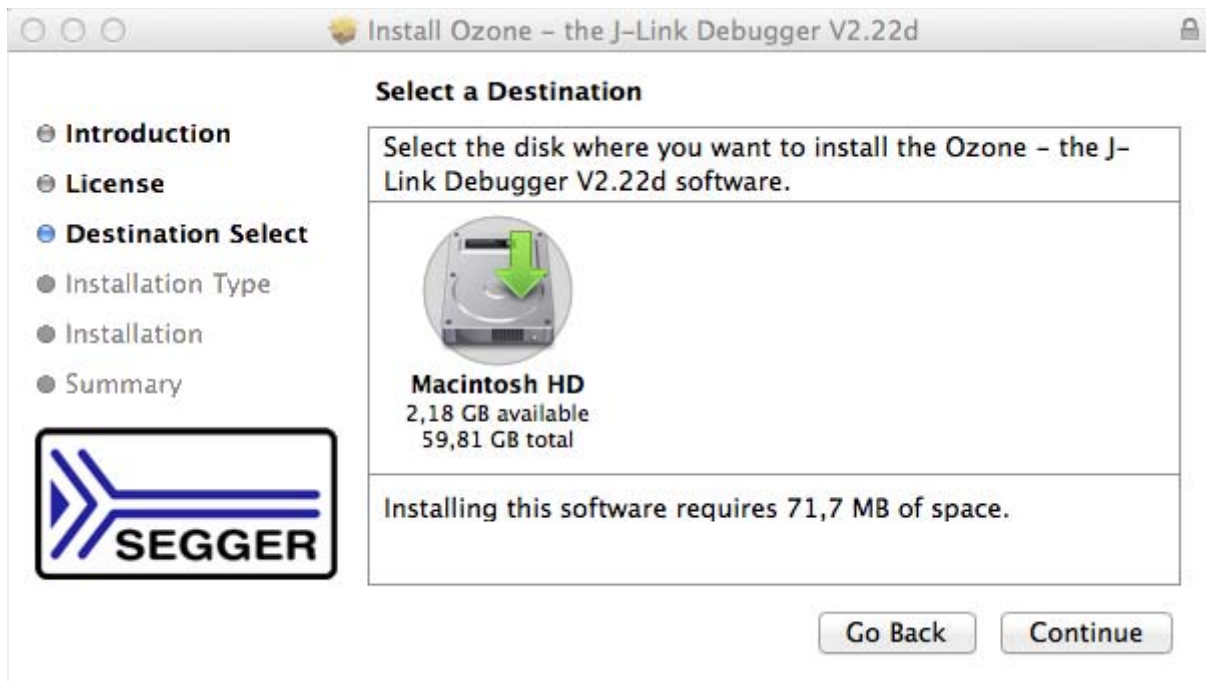 Install Ozone – the J–Link Debugger V2.22d
Select a Destination
Introduction
License
Destination Select
Installation Type
Installation
Summary
Select the disk where you want to install the Ozone – the J–
Link Debugger V2.22d software.
Macintosh HD
2,18 GB available
59,81 GB total
Installing this software requires 71,7 MB of space.
SEGGER
Go Back
Continue